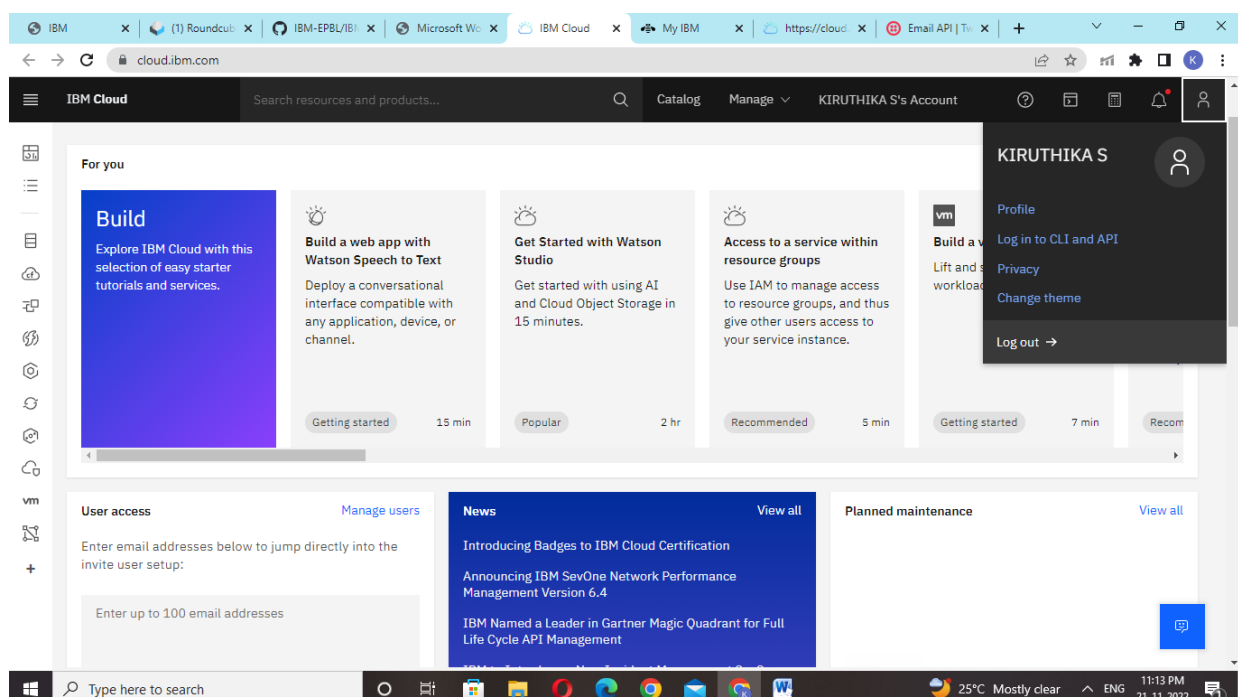 IBM
(1) Roundcub
IBM-EPBL/IBM
Microsoft Wo
IBM Cloud
My IBM
https://cloud.
Email API | Tw
cloud.ibm.com
K
IBM Cloud
Search resources and products...
Catalog
Manage
KIRUTHIKA S's Account
KIRUTHIKA S
Profile
Log in to CLI and API
Privacy
Change theme
Log out →
For you
Build
Explore IBM Cloud with this
selection of easy starter
tutorials and services.
Build a web app with
Watson Speech to Text
Deploy a conversational
interface compatible with
any application, device, or
channel.
Getting started
15 min
Get Started with Watson
Studio
Get started with using AI
and Cloud Object Storage in
15 minutes.
Popular
2 hr
Access to a service within
resource groups
Use IAM to manage access
to resource groups, and thus
give other users access to
your service instance.
Recommended
5 min
vm
Build a
Lift and
workload
Getting started
7 min
Recom
vm
User access
Manage users
Enter email addresses below to jump directly into the
invite user setup:
Enter up to 100 email addresses
News
View all
Introducing Badges to IBM Cloud Certification
Announcing IBM SevOne Network Performance
Management Version 6.4
IBM Named a Leader in Gartner Magic Quadrant for Full
Life Cycle API Management
Planned maintenance
View all
Type here to search
25°C Mostly clear
ENG
11:13 PM
21-11-2022